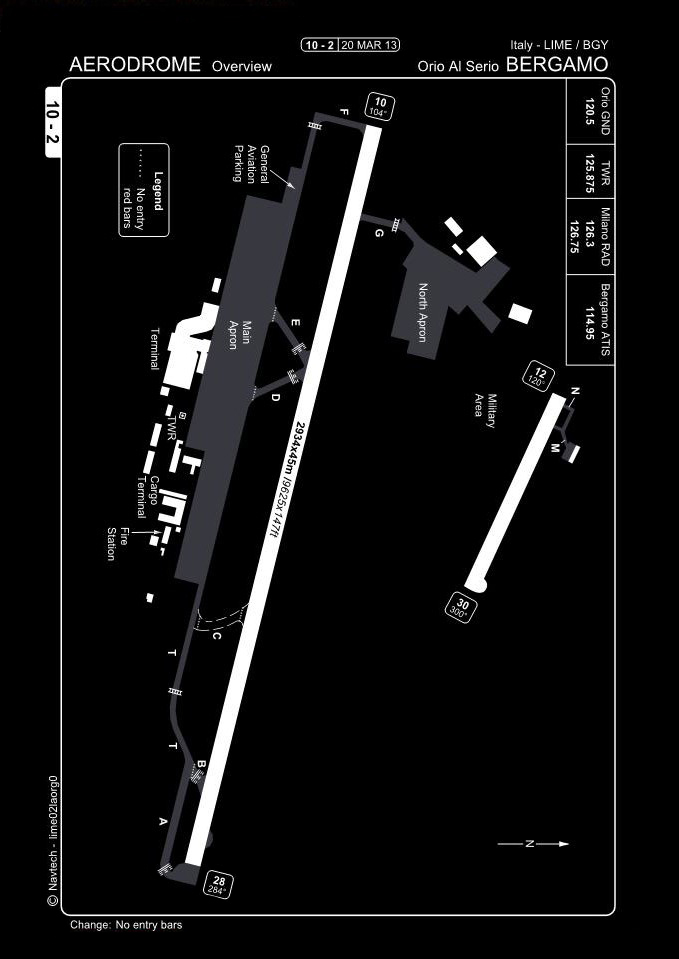 10 - 2 20 MAR 13
Italy - LIME / BGY
AERODROME Overview
Orio Al Serio BERGAMO
10 - 2
Orio GND
120.5
TWR
125.875
Milano RAD
126.3
126.75
Bergamo ATIS
114.95
Legend
...... No entry
red bars
10
104°
F
General
Aviation
Parking
G
North Apron
E
Main
Apron
D
Terminal
TWR
Cargo
Terminal
Fire
Station
12
120°
N
M
Military
Area
30
300°
2934x45m /9625x147ft
C
T
T
B
A
28
284°
N
© Navtech - lime02laorg0
Change: No entry bars